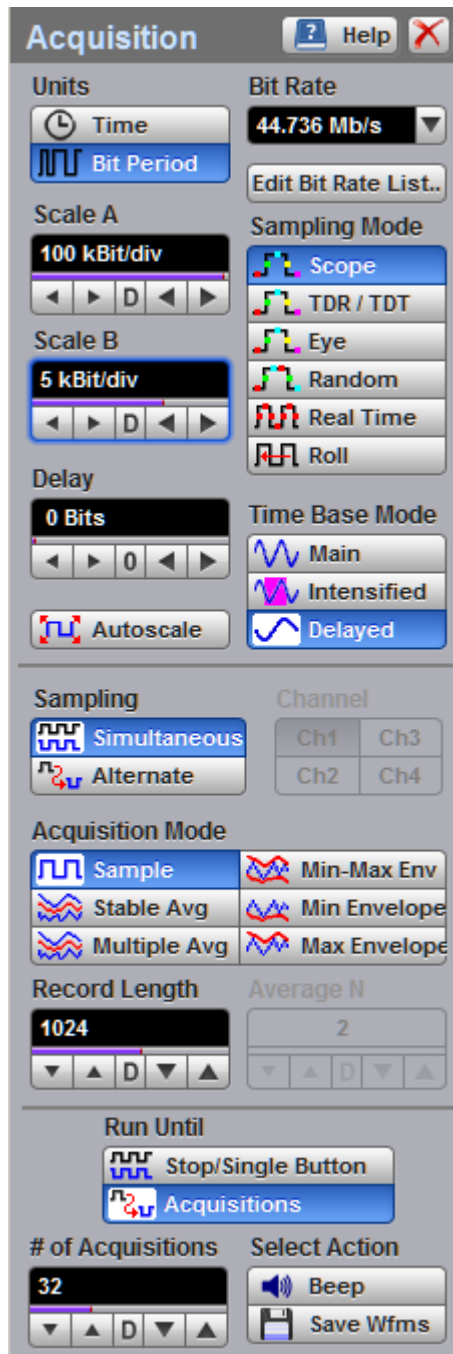 Acquisition
? Help
Units
Time
Bit Period
Bit Rate
44.736 Mb/s
Edit Bit Rate List..
Scale A
100 kBit/div
D
Scale B
5 kBit/div
D
Delay
0 Bits
0
Autoscale
Sampling Mode
Scope
TDR / TDT
Eye
Random
Real Time
Roll
Time Base Mode
Main
Intensified
Delayed
Sampling
Simultaneous
Alternate
Channel
Ch1 Ch3
Ch2 Ch4
Acquisition Mode
Sample Min-Max Env
Stable Avg Min Envelope
Multiple Avg Max Envelope
Record Length
1024
D
Average N
2
D
Run Until
Stop/Single Button
Acquisitions
# of Acquisitions
32
D
Select Action
Beep
Save Wfms